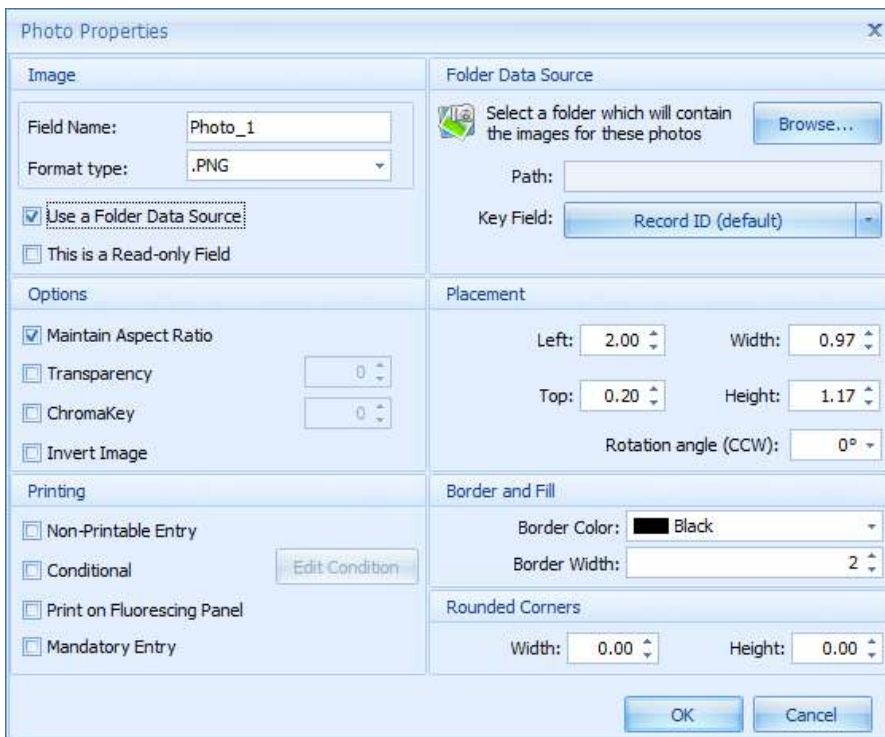 Photo Properties
Image
Field Name: Photo_1
Format type: .PNG
Use a Folder Data Source
This is a Read-only Field
Folder Data Source
Select a folder which will contain
the images for these photos
Browse...
Path:
Key Field: Record ID (default)
Options
Maintain Aspect Ratio
Transparency 0
ChromaKey 0
Invert Image
Placement
Left: 2.00 Width: 0.97
Top: 0.20 Height: 1.17
Rotation angle (CCW): 0°
Printing
Non-Printable Entry
Conditional Edit Condition
Print on Fluorescing Panel
Mandatory Entry
Border and Fill
Border Color: Black
Border Width: 2
Rounded Corners
Width: 0.00 Height: 0.00
OK Cancel